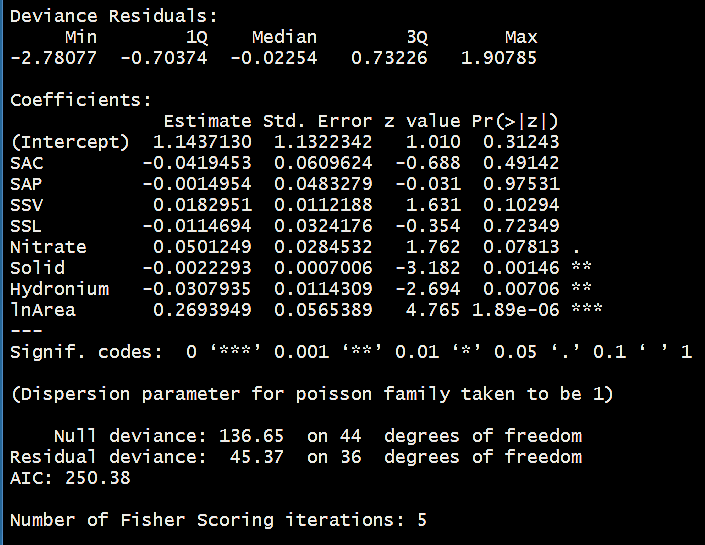 Deviance Residuals:
     Min        1Q    Median        3Q       Max
-2.78077  -0.70374  -0.02254   0.73226   1.90785

Coefficients:
              Estimate Std. Error z value Pr(>|z|)
(Intercept)  1.1437130  1.1322342   1.010  0.31243
SAC         -0.0419453  0.0609624  -0.688  0.49142
SAP         -0.0014954  0.0483279  -0.031  0.97531
SSV          0.0182951  0.0112188   1.631  0.10294
SSL         -0.0114694  0.0324176  -0.354  0.72349
Nitrate      0.0501249  0.0284532   1.762  0.07813 .
Solid       -0.0022293  0.0007006  -3.182  0.00146 **
Hydronium   -0.0307935  0.0114309  -2.694  0.00706 **
lnArea       0.2693949  0.0565389   4.765 1.89e-06 ***
---
Signif. codes:  0 ‘***’ 0.001 ‘**’ 0.01 ‘*’ 0.05 ‘.’ 0.1 ‘ ’ 1

(Dispersion parameter for poisson family taken to be 1)

    Null deviance: 136.65  on 44  degrees of freedom
Residual deviance:  45.37  on 36  degrees of freedom
AIC: 250.38

Number of Fisher Scoring iterations: 5